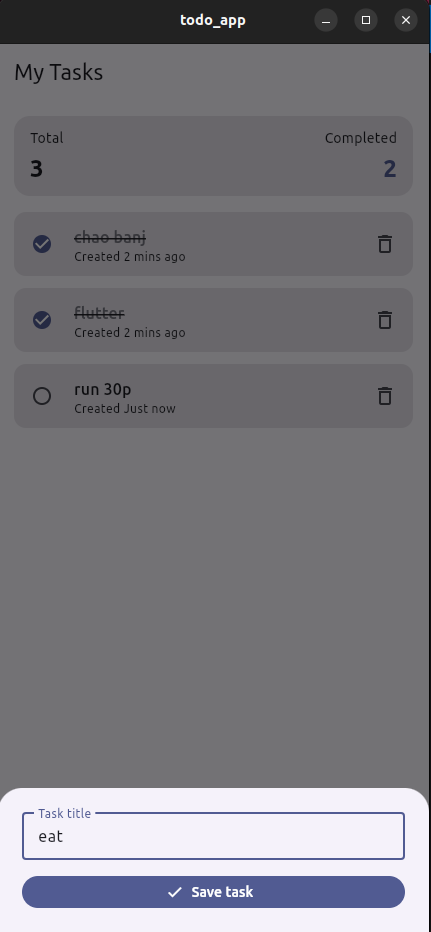 todo_app
My Tasks
Total
Completed
3
2
chao banj
Created 2 mins ago
flutter
Created 2 mins ago
run 30p
Created Just now
Task title
eat
Save task